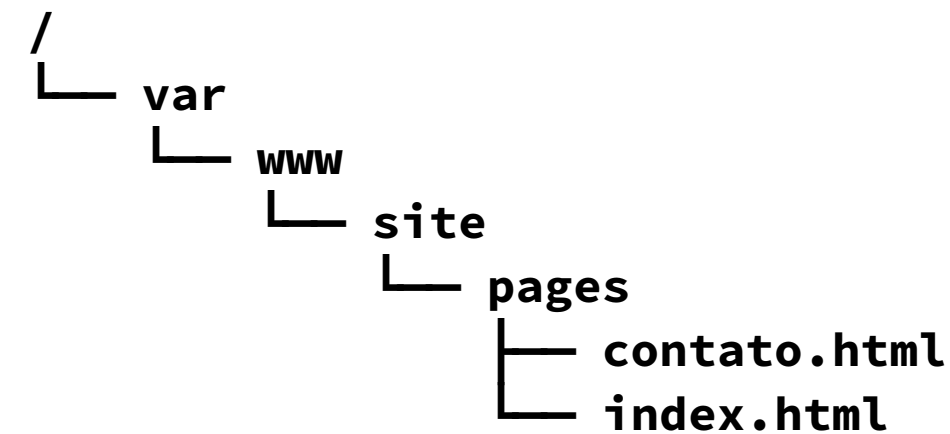 /
└── var
└── www
└── site
└── pages
├── contato.html
└── index.html